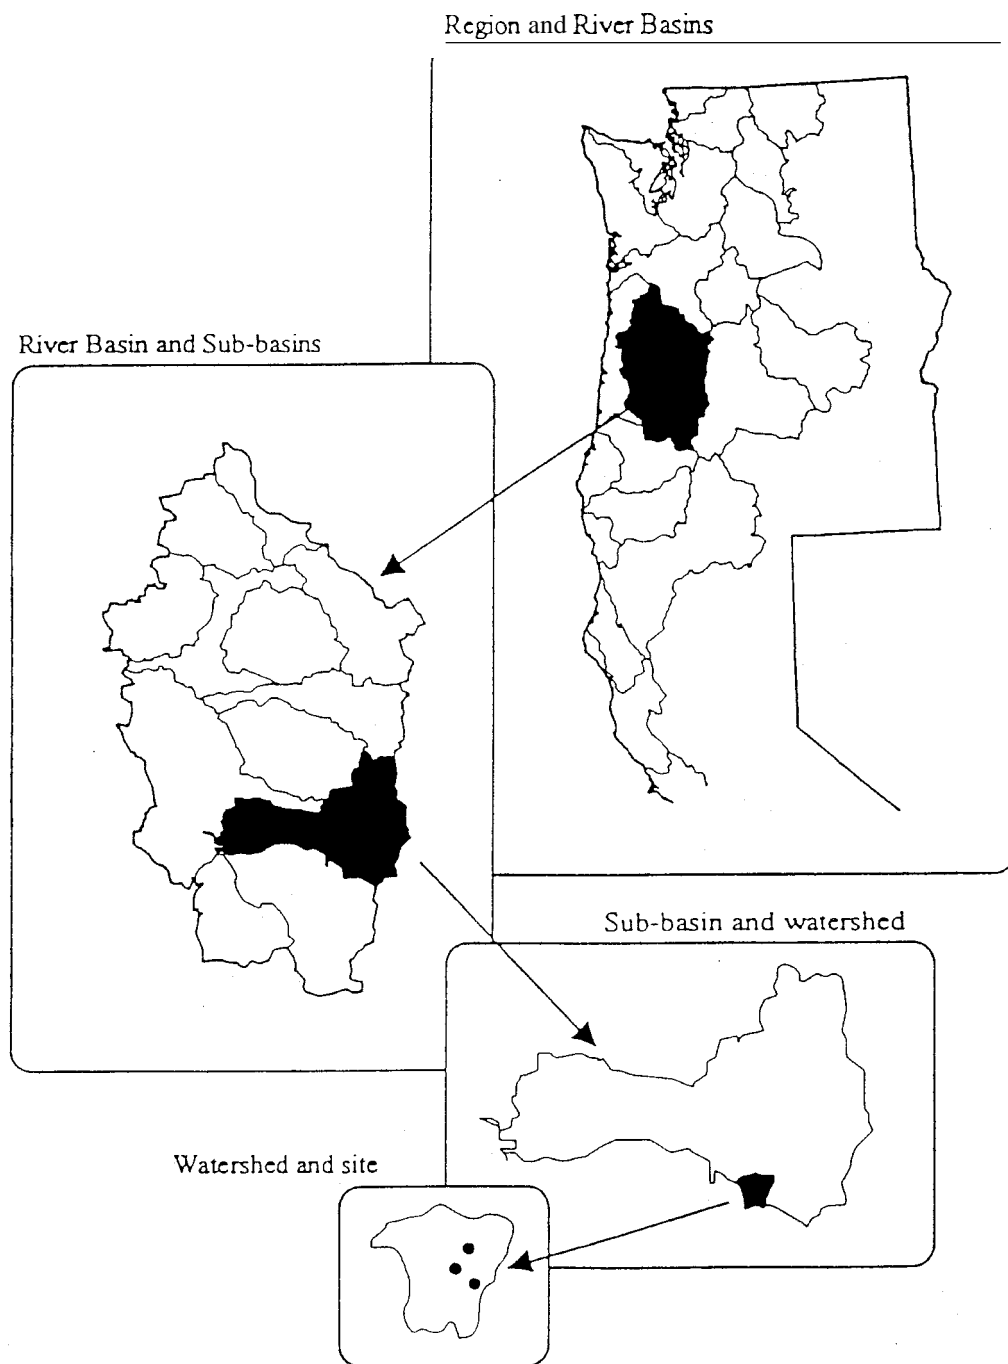 Region and River Basins
River Basin and Sub-basins
Sub-basin and watershed
Watershed and site